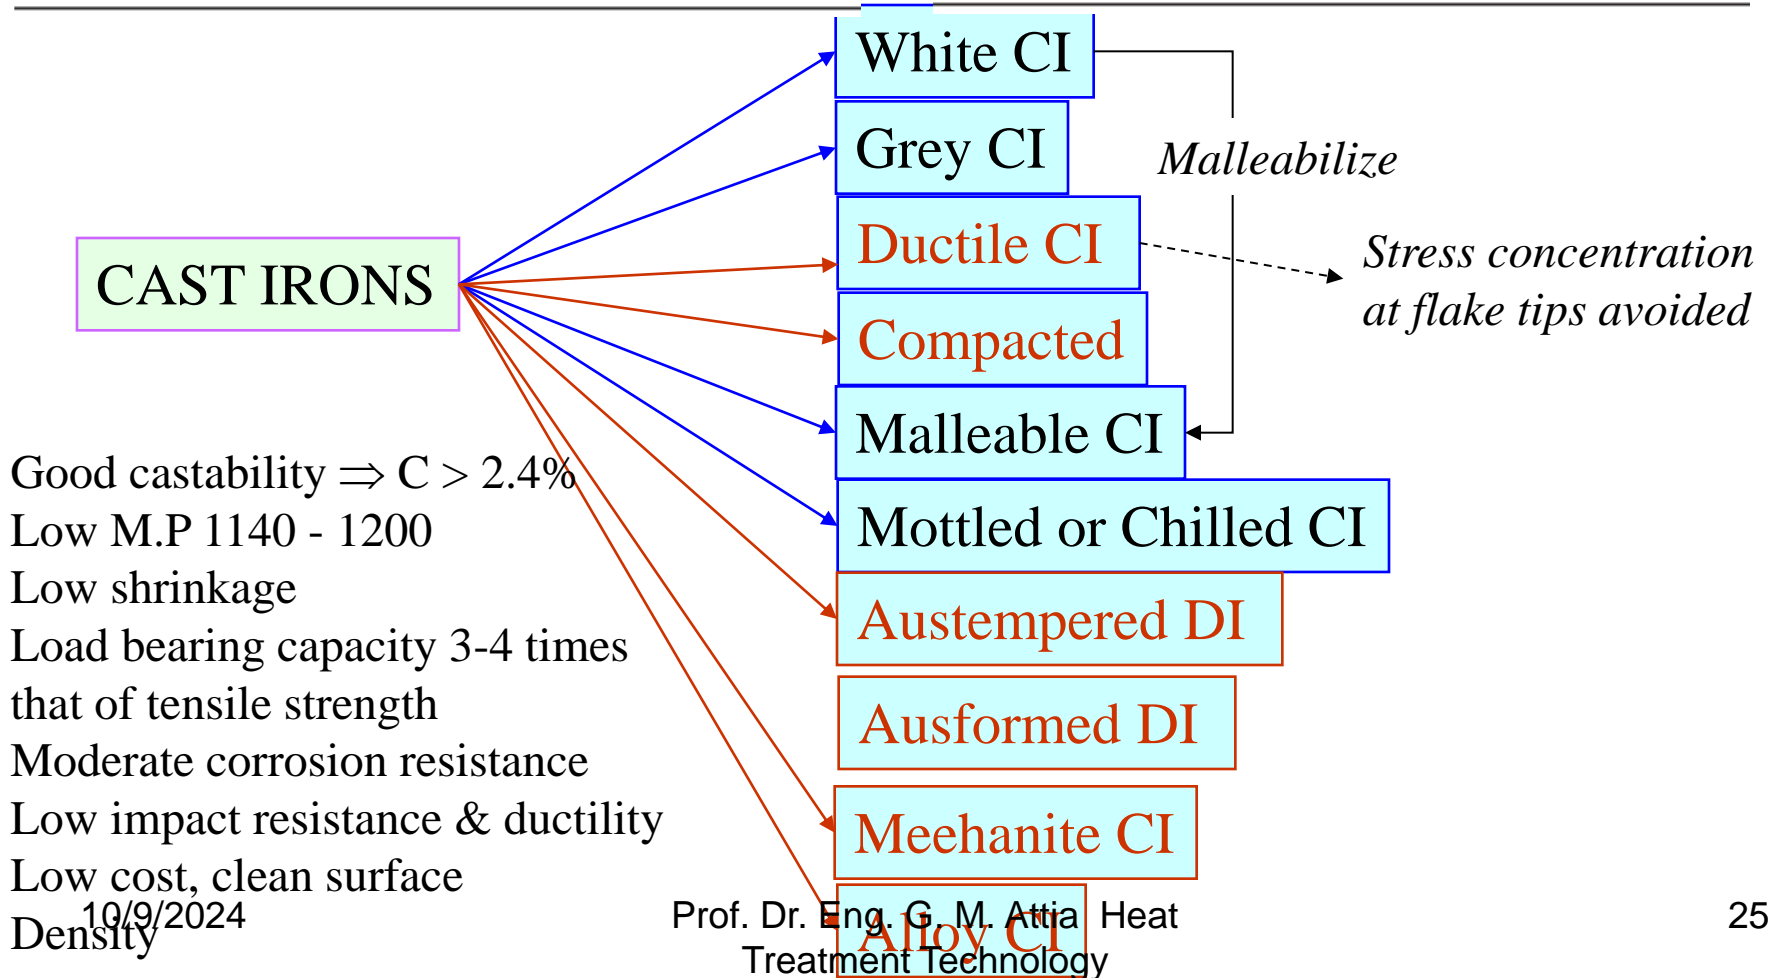 White CI
Grey CI
Malleabilize
Ductile CI
Stress concentration
at flake tips avoided
CAST IRONS
Compacted
Malleable CI
Good castability ⇒ C > 2.4%
Low M.P 1140 - 1200
Mottled or Chilled CI
Low shrinkage
Austempered DI
Load bearing capacity 3-4 times
that of tensile strength
Ausformed DI
Moderate corrosion resistance
Low impact resistance & ductility
Meehanite CI
Low cost, clean surface
Density
Alloy CI
10/9/2024
Prof. Dr. Eng. G. M. Attia Heat
Treatment Technology
25